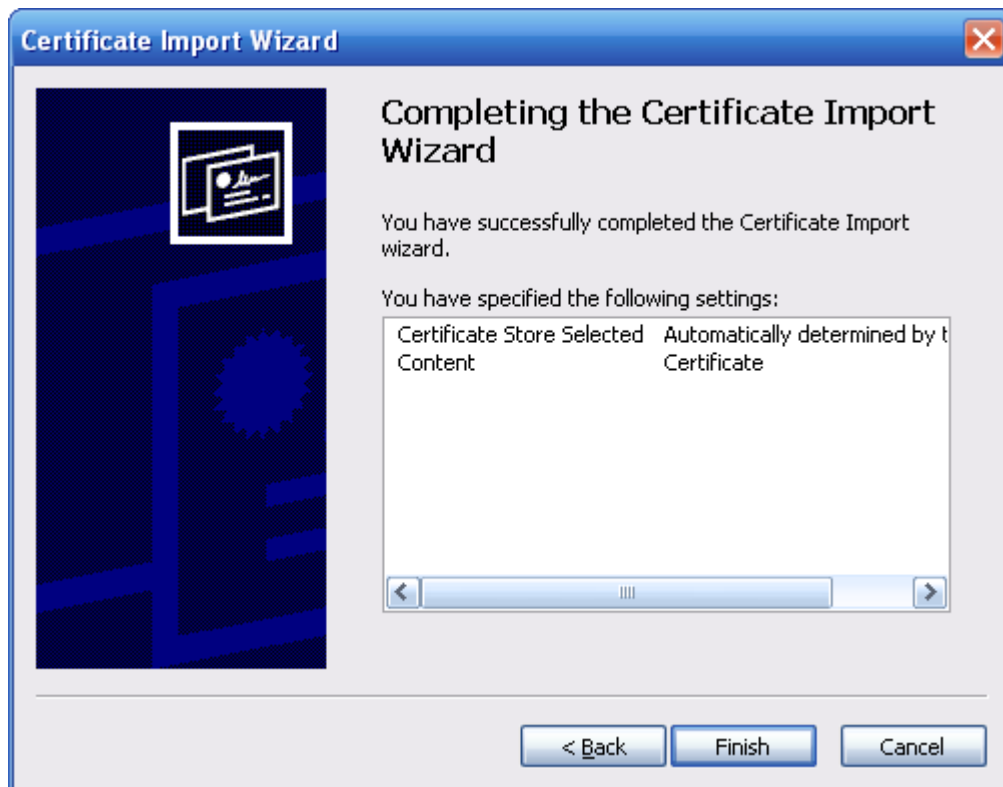 Certificate Import Wizard
Completing the Certificate Import
Wizard
You have successfully completed the Certificate Import
wizard.
You have specified the following settings:
Certificate Store Selected Automatically determined by t
Content Certificate
< Back Finish Cancel